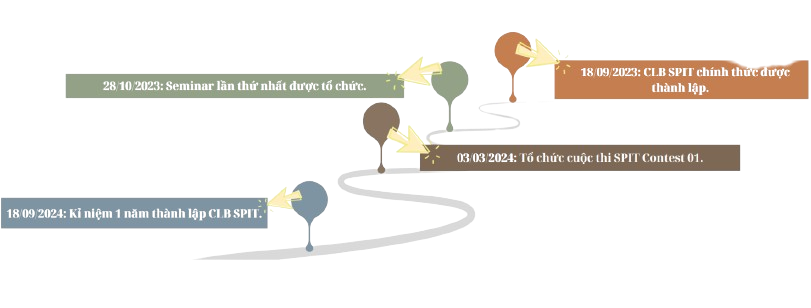 18/09/2023: CLB SPIT chính thức được
thành lập.
28/10/2023: Seminar lần thứ nhất được tổ chức.
03/03/2024: Tổ chức cuộc thi SPIT Contest 01.
18/09/2024: Kỉ niệm 1 năm thành lập CLB SPIT.